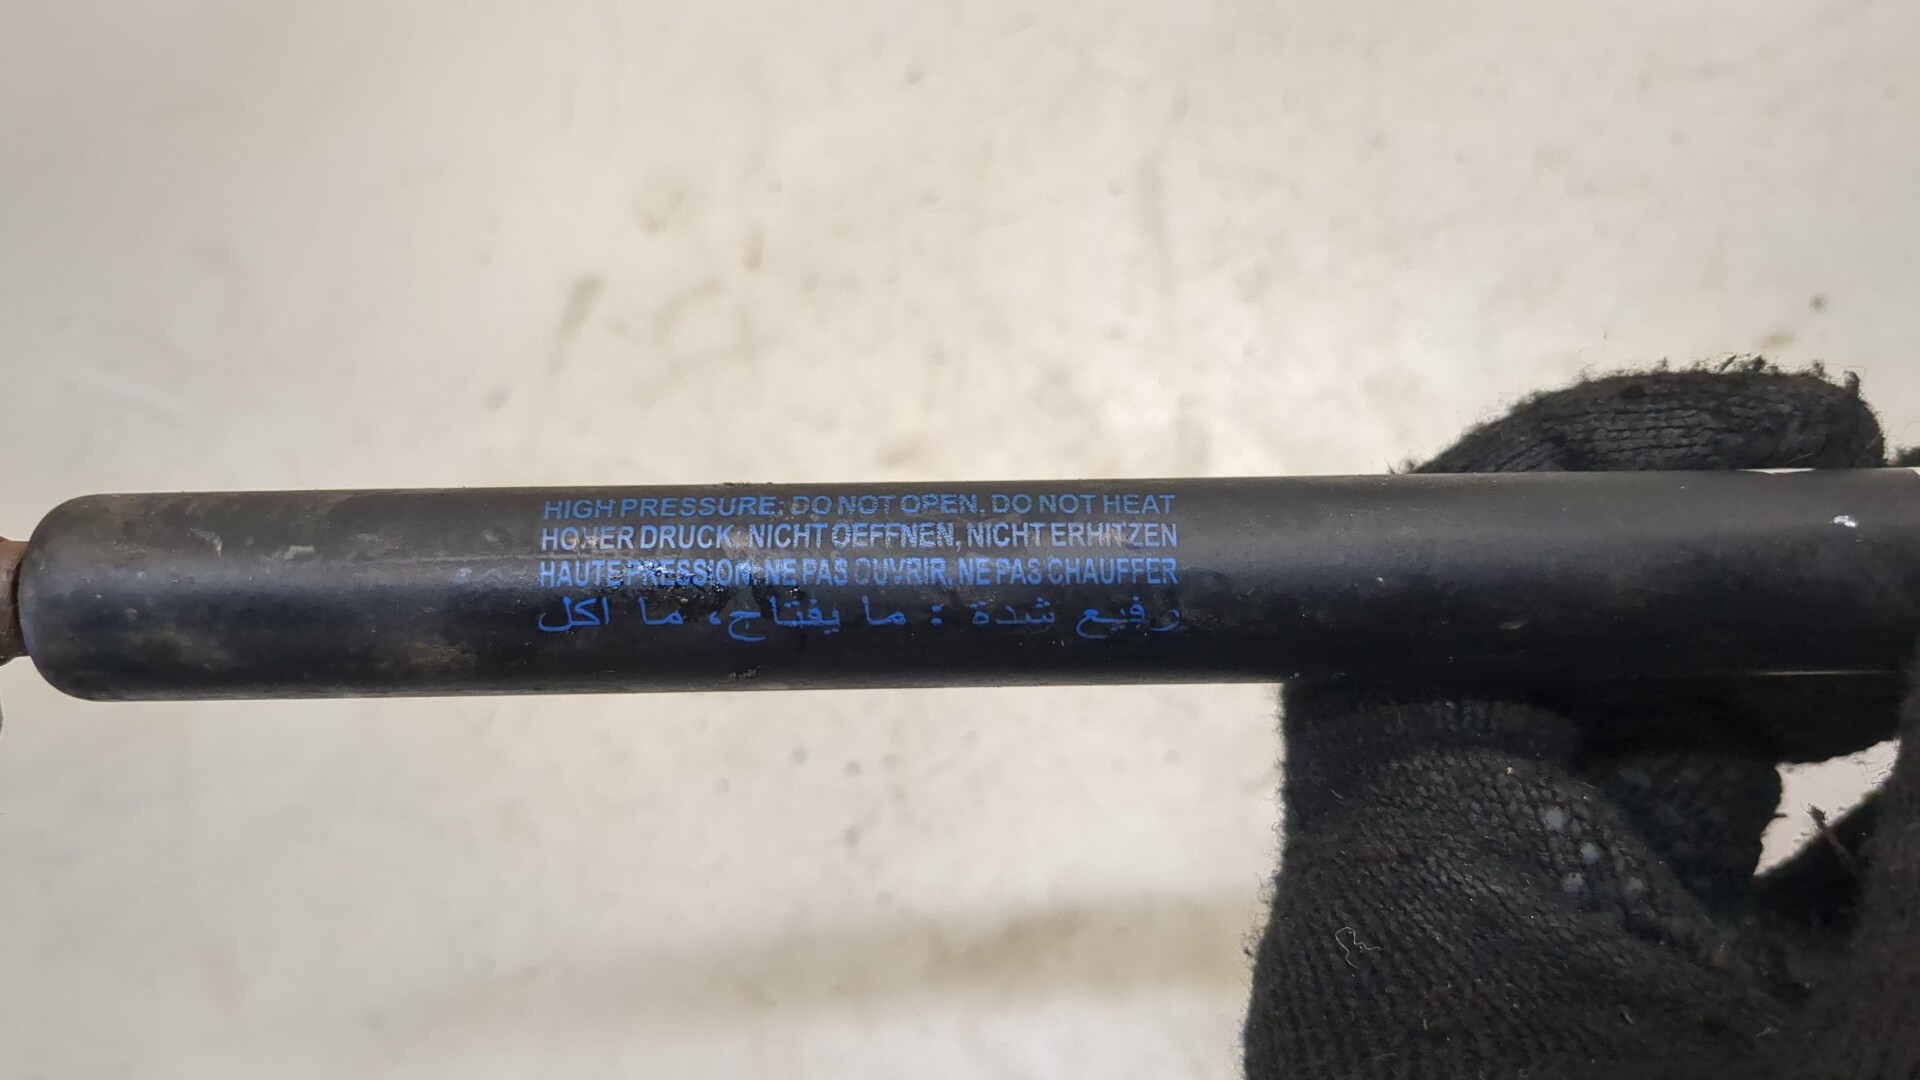 HIGH PRESSURE: DO NOT OPEN, DO NOT HEAT
HOHER DRUCK, NICHT OEFFNEN, NICHT ERHITZEN
HAUTE PRESSION, NE PAS OUVRIR, NE PAS CHAUFFER
رفيع شدة : ما يفتاح، ما اكل